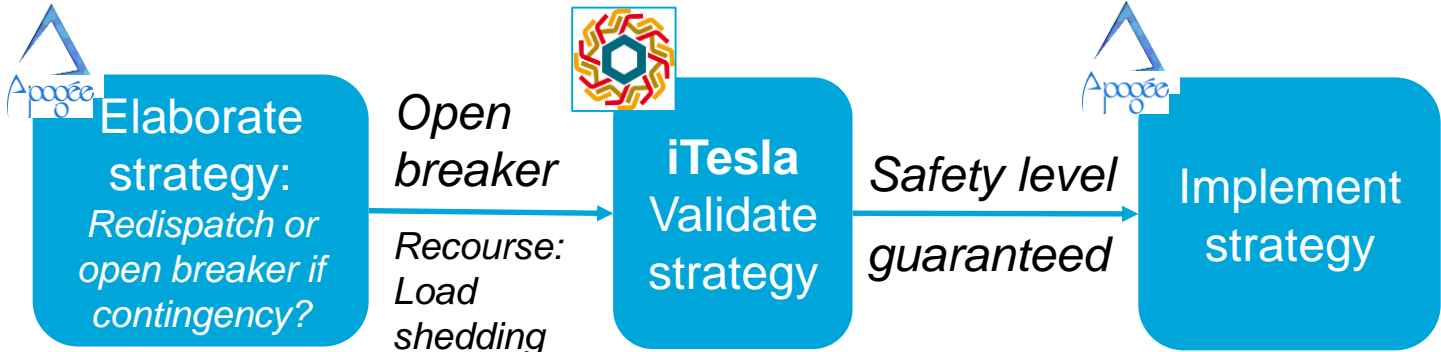 Apogée
Elaborate
strategy:
Redispatch or
open breaker if
contingency?
Open
breaker
Recourse:
Load
shedding
iTesla
Validate
strategy
Safety level
guaranteed
Apogée
Implement
strategy